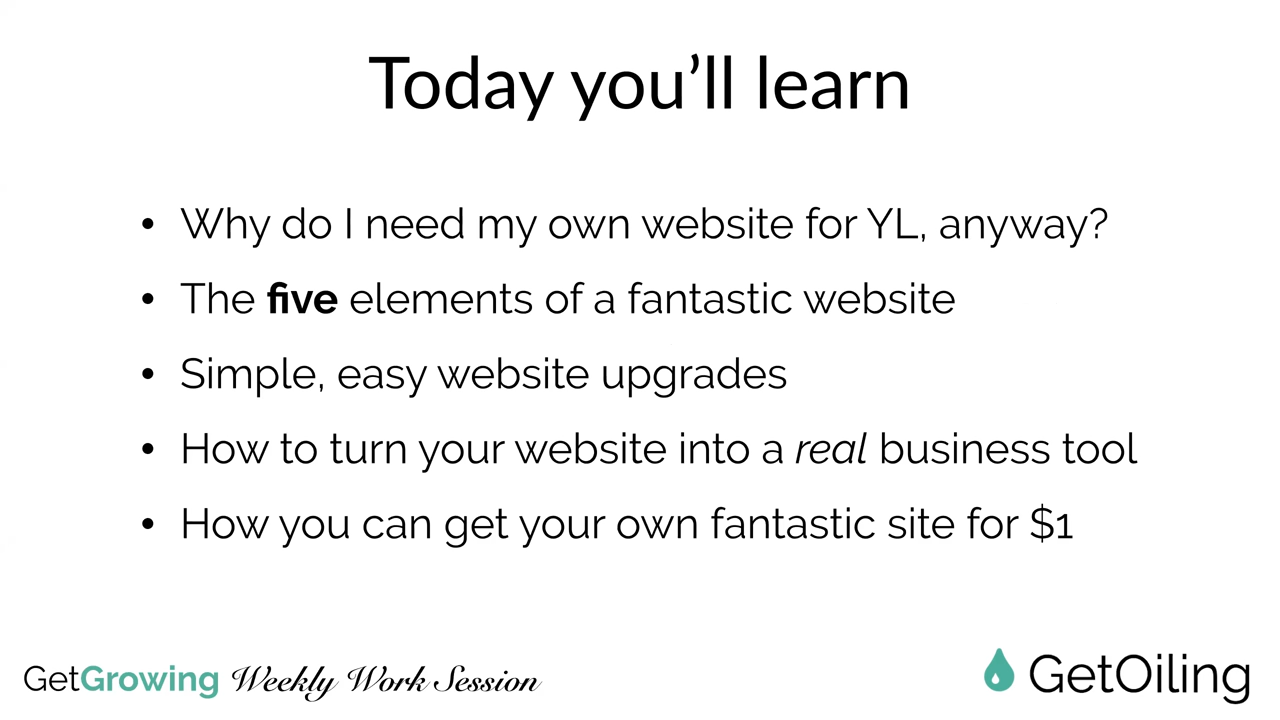 Today you’ll learn
• Why do I need my own website for YL, anyway?
• The five elements of a fantastic website
• Simple, easy website upgrades
• How to turn your website into a real business tool
• How you can get your own fantastic site for $1
GetGrowing Weekly Work Session
GetOiling